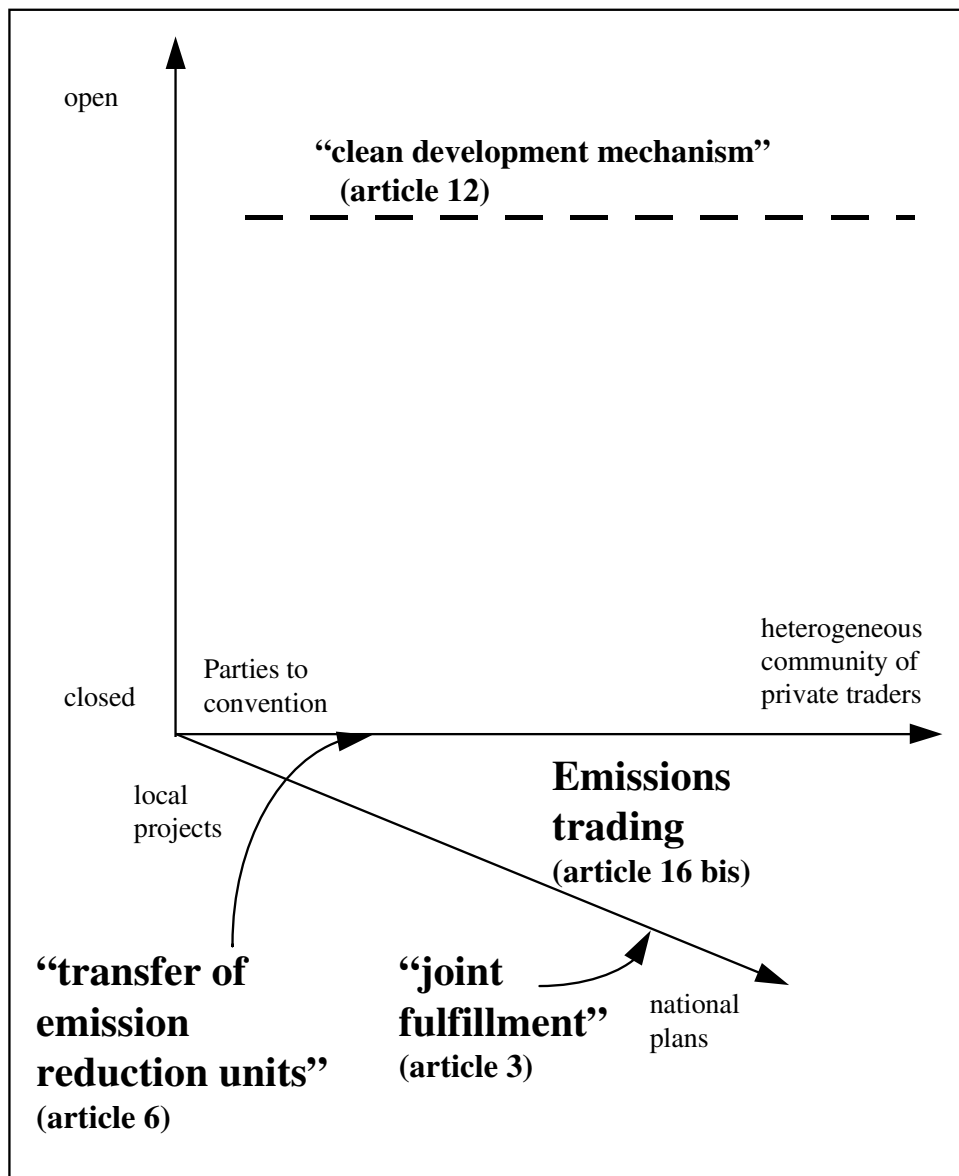 open
“clean development mechanism”
(article 12)
heterogeneous
community of
private traders
Parties to
convention
closed
Emissions
trading
(article 16 bis)
local
projects
“transfer of
emission
reduction units”
(article 6)
“joint
fulfillment”
(article 3)
national
plans